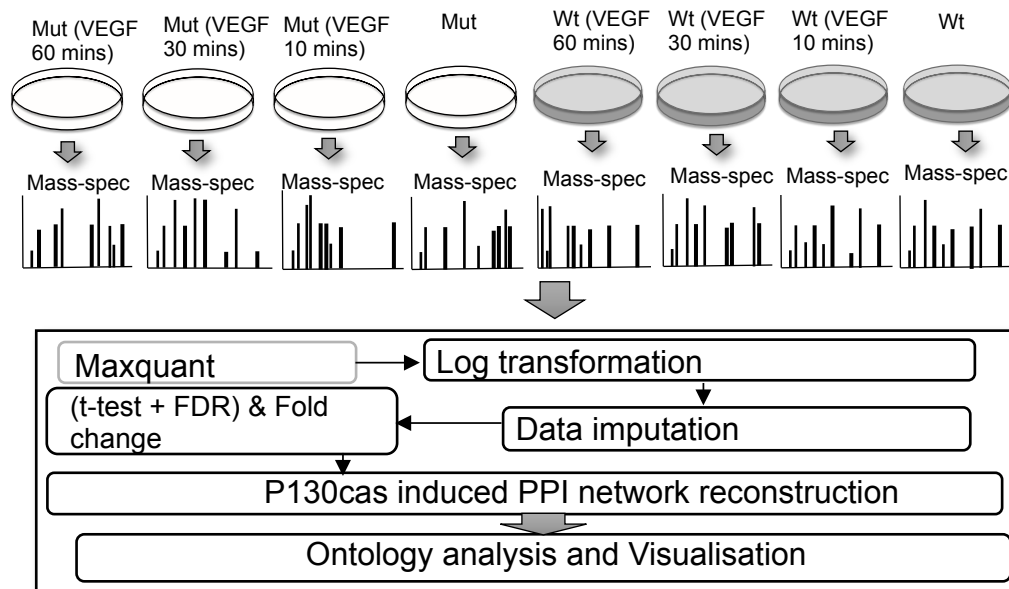 Mut (VEGF
60 mins)
Mut (VEGF
30 mins)
Mut (VEGF
10 mins)
Mut
Wt (VEGF
60 mins)
Wt (VEGF
30 mins)
Wt (VEGF
10 mins)
Wt
Mass-spec
Mass-spec
Mass-spec
Mass-spec
Mass-spec
Mass-spec
Mass-spec
Mass-spec
Maxquant
Log transformation
(t-test + FDR) & Fold
change
Data imputation
P130cas induced PPI network reconstruction
Ontology analysis and Visualisation